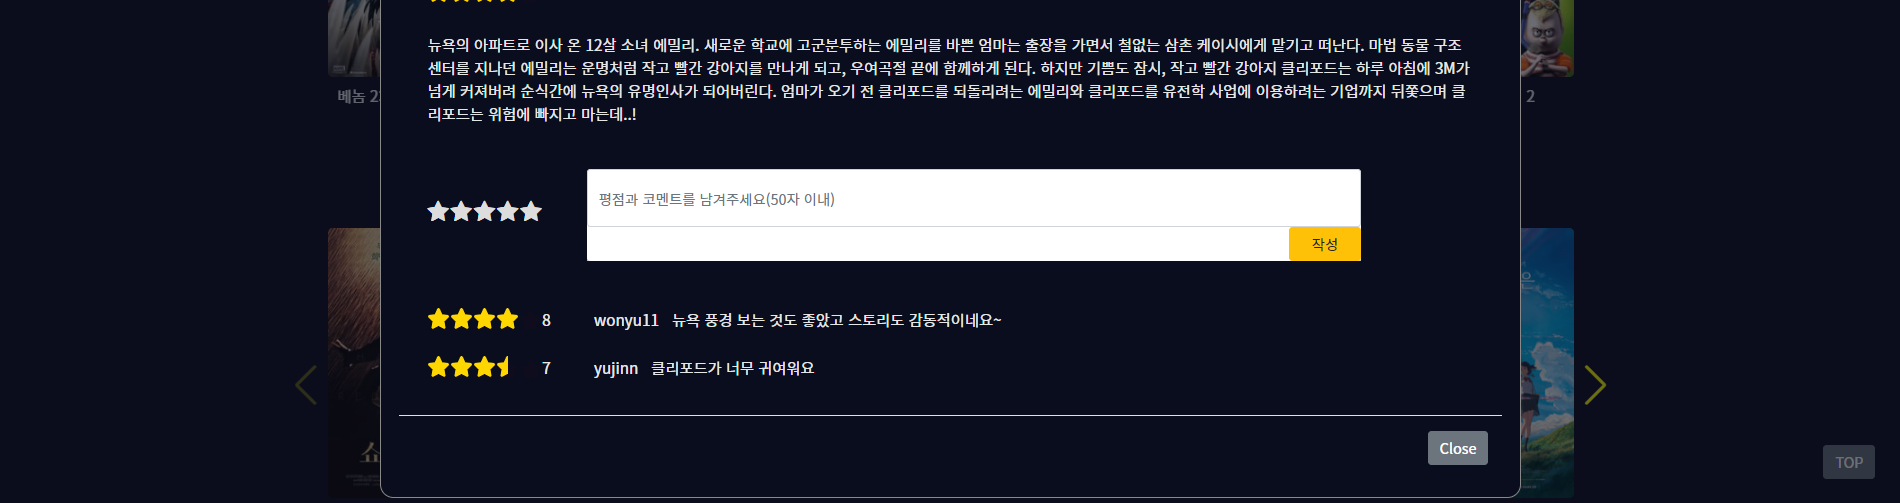 뉴욕의 아파트로 이사 온 12살 소녀 에밀리. 새로운 학교에 고군분투하는 에밀리를 바쁜 엄마는 출장을 가면서 철없는 삼촌 케이시에게 맡기고 떠난다. 마법 동물 구조
센터를 지나던 에밀리는 운명처럼 작고 빨간 강아지를 만나게 되고, 우여곡절 끝에 함께하게 된다. 하지만 기쁨도 잠시, 작고 빨간 강아지 클리포드는 하루 아침에 3M가
베놈 2
2
넘게 커져버려 순식간에 뉴욕의 유명인사가 되어버린다. 엄마가 오기 전 클리포드를 되돌리려는 에밀리와 클리포드를 유전학 사업에 이용하려는 기업까지 뒤쫓으며 클
리포드는 위험에 빠지고 마는데..!
평점과 코멘트를 남겨주세요(50자 이내)
작성
8 wonyu11 뉴욕 풍경 보는 것도 좋았고 스토리도 감동적이네요~
7 yujinn 클리포드가 너무 귀여워요
Close
TOP